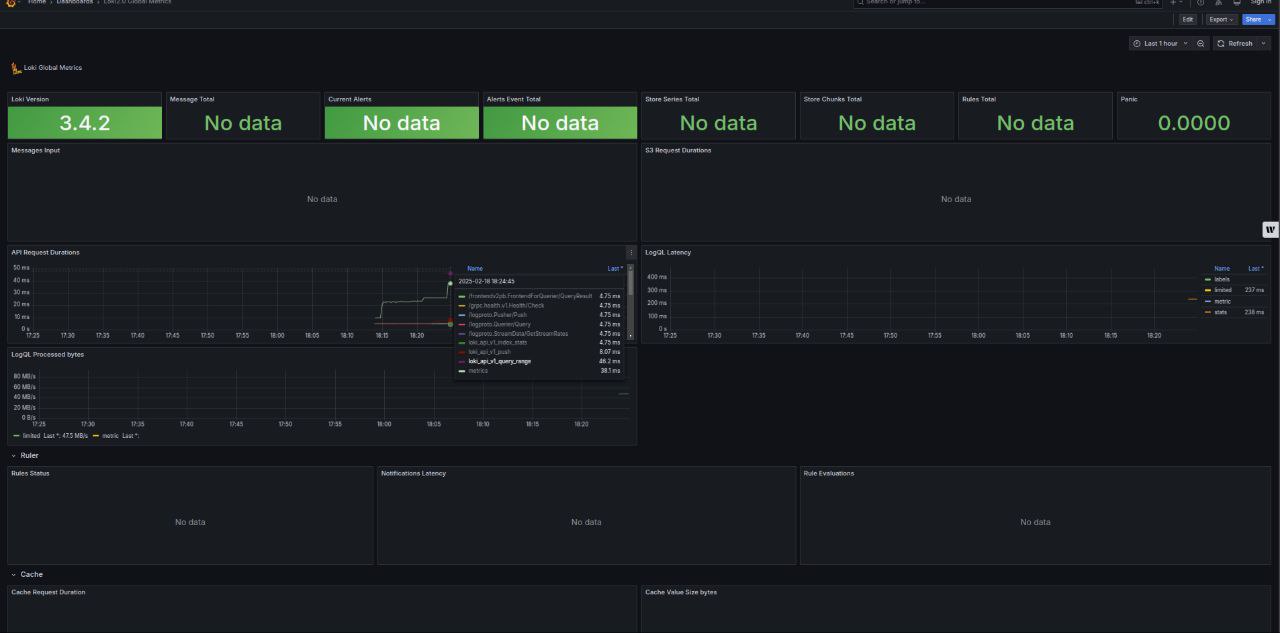 Home > Dashboards > Loki2.0 Global Metrics
Search or jump to... ctrl+k Sign in
Edit Export Share
Last 1 hour Refresh
Loki Global Metrics
Loki Version Message Total Current Alerts Alerts Event Total Store Series Total Store Chunks Total Rules Total Panic
3.4.2 No data No data No data No data No data No data 0.0000
Messages Input S3 Request Durations
No data No data
API Request Durations
50 ms
40 ms
30 ms
20 ms
10 ms
0 s
17:25 17:30 17:35 17:40 17:45 17:50 17:55 18:00 18:05 18:10 18:15 18:20
Name Last *
2025-02-18 18:24:45
/frontendv2pb.FrontendForQuerier/QueryResult 4.75 ms
/grpc.health.v1.Health/Check 4.75 ms
/logproto.Pusher/Push 4.75 ms
/logproto.Querier/Query 4.75 ms
/logproto.StreamData/GetStreamRates 4.75 ms
loki_api_v1_index_stats 4.75 ms
loki_api_v1_push 8.07 ms
loki_api_v1_query_range 46.2 ms
metrics 38.1 ms
LogQL Latency
400 ms
300 ms
200 ms
100 ms
0 s
17:25 17:30 17:35 17:40 17:45 17:50 17:55 18:00 18:05 18:10 18:15 18:20
Name Last *
labels
limited 237 ms
metric
stats 238 ms
W
LogQL Processed bytes
80 MB/s
60 MB/s
40 MB/s
20 MB/s
0 B/s
17:25 17:30 17:35 17:40 17:45 17:50 17:55 18:00 18:05 18:10 18:15 18:20
limited Last *: 47.5 MB/s metric Last *:
Ruler
Rules Status Notifications Latency Rule Evaluations
No data No data No data
Cache
Cache Request Duration Cache Value Size bytes